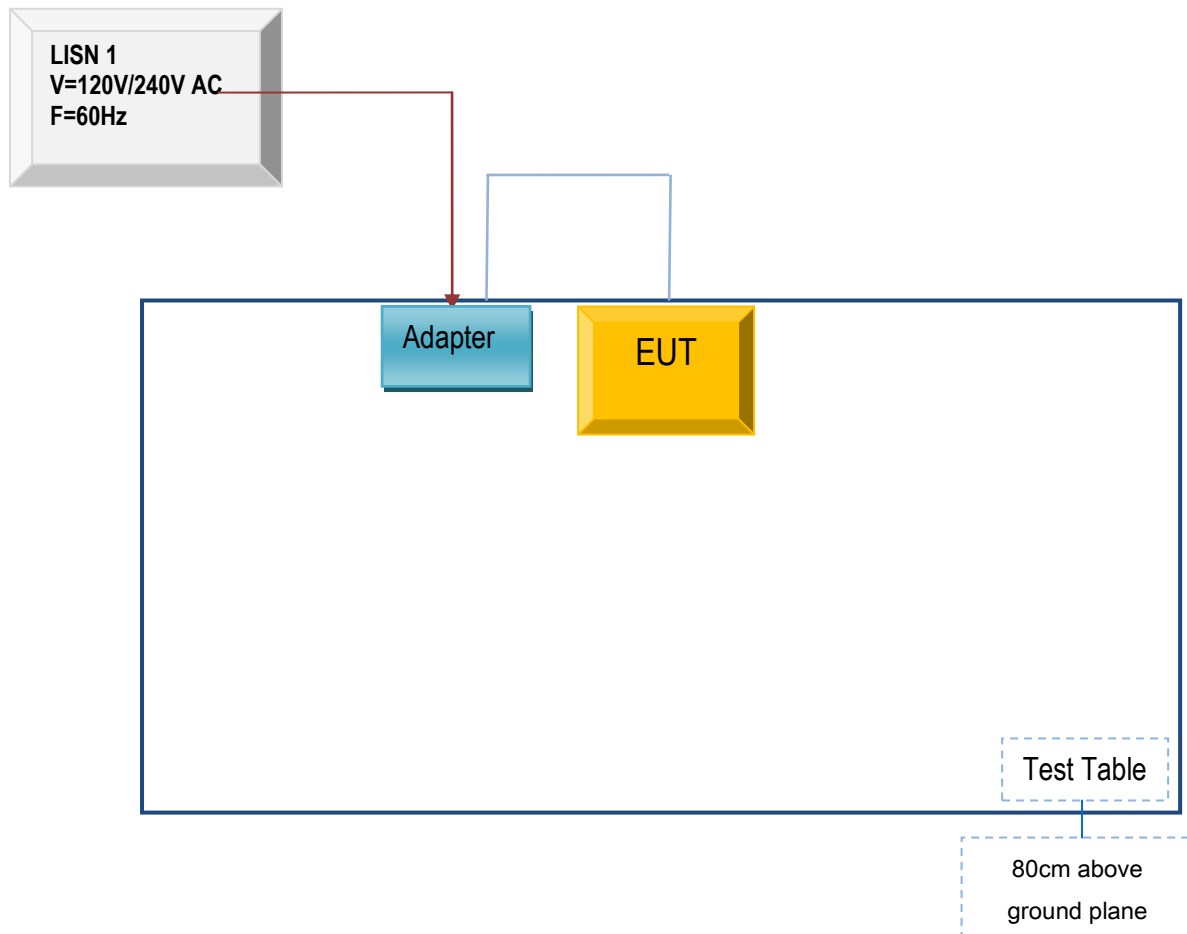 LISN 1
V=120V/240V AC
F=60Hz
Adapter
EUT
Test Table
80cm above
ground plane